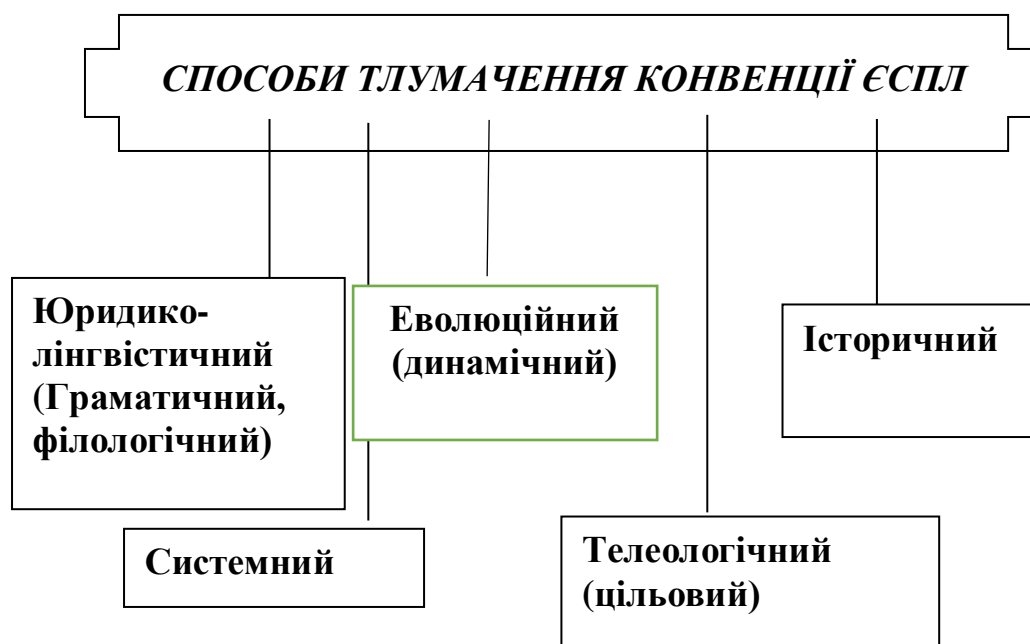 СПОСОБИ ТЛУМАЧЕННЯ КОНВЕНЦІЇ ЄСПЛ
Юридико-
лінгвістичний
(Граматичний,
філологічний)
Еволюційний
(динамічний)
Історичний
Системний
Телеологічний
(цільовий)